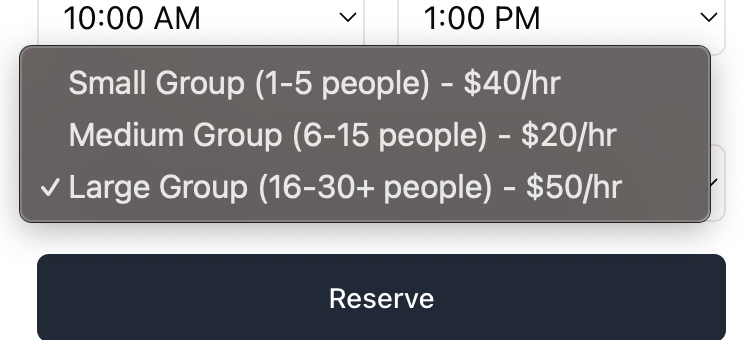 10:00 AM
1:00 PM
Small Group (1-5 people) - $40/hr
Medium Group (6-15 people) - $20/hr
✓ Large Group (16-30+ people) - $50/hr
Reserve